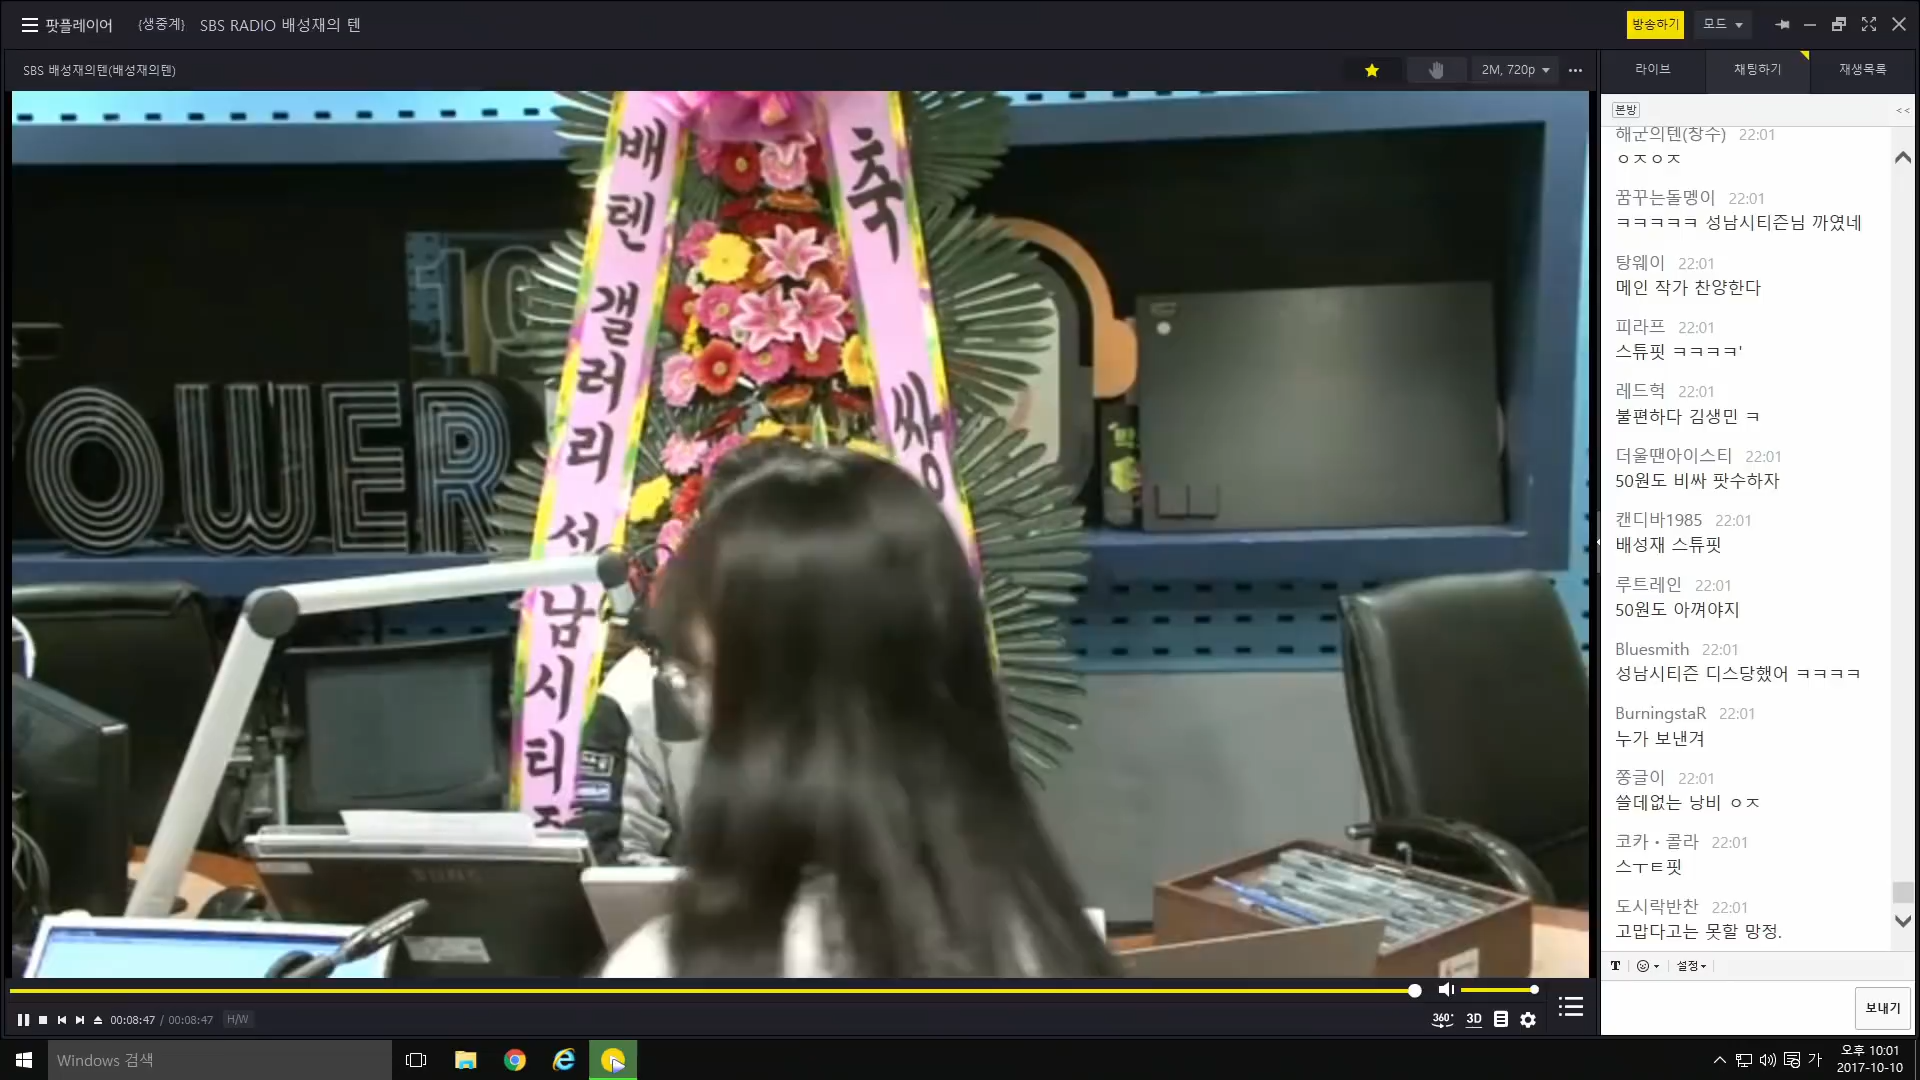 팟플레이어
{생중계}
SBS RADIO 배성재의 텐
방송하기
모드
SBS 배성재의텐(배성재의텐)
2M, 720p
라이브
채팅하기
재생목록
본방
<<
해군의텐(창수) 22:01
ㅇㅈㅇㅈ
꿈꾸는돌멩이 22:01
ㅋㅋㅋㅋㅋ 성남시티즌님 까였네
탕웨이 22:01
메인 작가 찬양한다
피라프 22:01
스튜핏 ㅋㅋㅋㅋ'
레드헉 22:01
불편하다 김생민 ㅋ
더울땐아이스티 22:01
50원도 비싸 팟수하자
캔디바1985 22:01
배성재 스튜핏
루트레인 22:01
50원도 아껴야지
Bluesmith 22:01
성남시티즌 디스당했어 ㅋㅋㅋㅋ
BurningstaR 22:01
누가 보낸겨
쫑글이 22:01
쓸데없는 낭비 ㅇㅈ
코카·콜라 22:01
스ㅜㅌ핏
도시락반찬 22:01
고맙다고는 못할 망정.
T
설정
보내기
배텐 갤러리 성남시티즌
축 쌍
10
POWER
00:08:47 / 00:08:47
H/W
360°
3D
Windows 검색
가
오후 10:01
2017-10-10